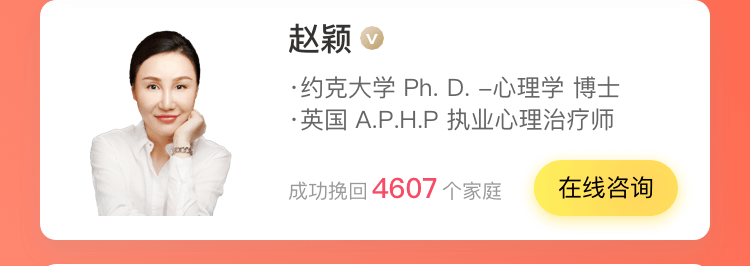 赵颖 V
·约克大学 Ph. D. -心理学 博士
·英国 A.P.H.P 执业心理治疗师
成功挽回 4607 个家庭
在线咨询